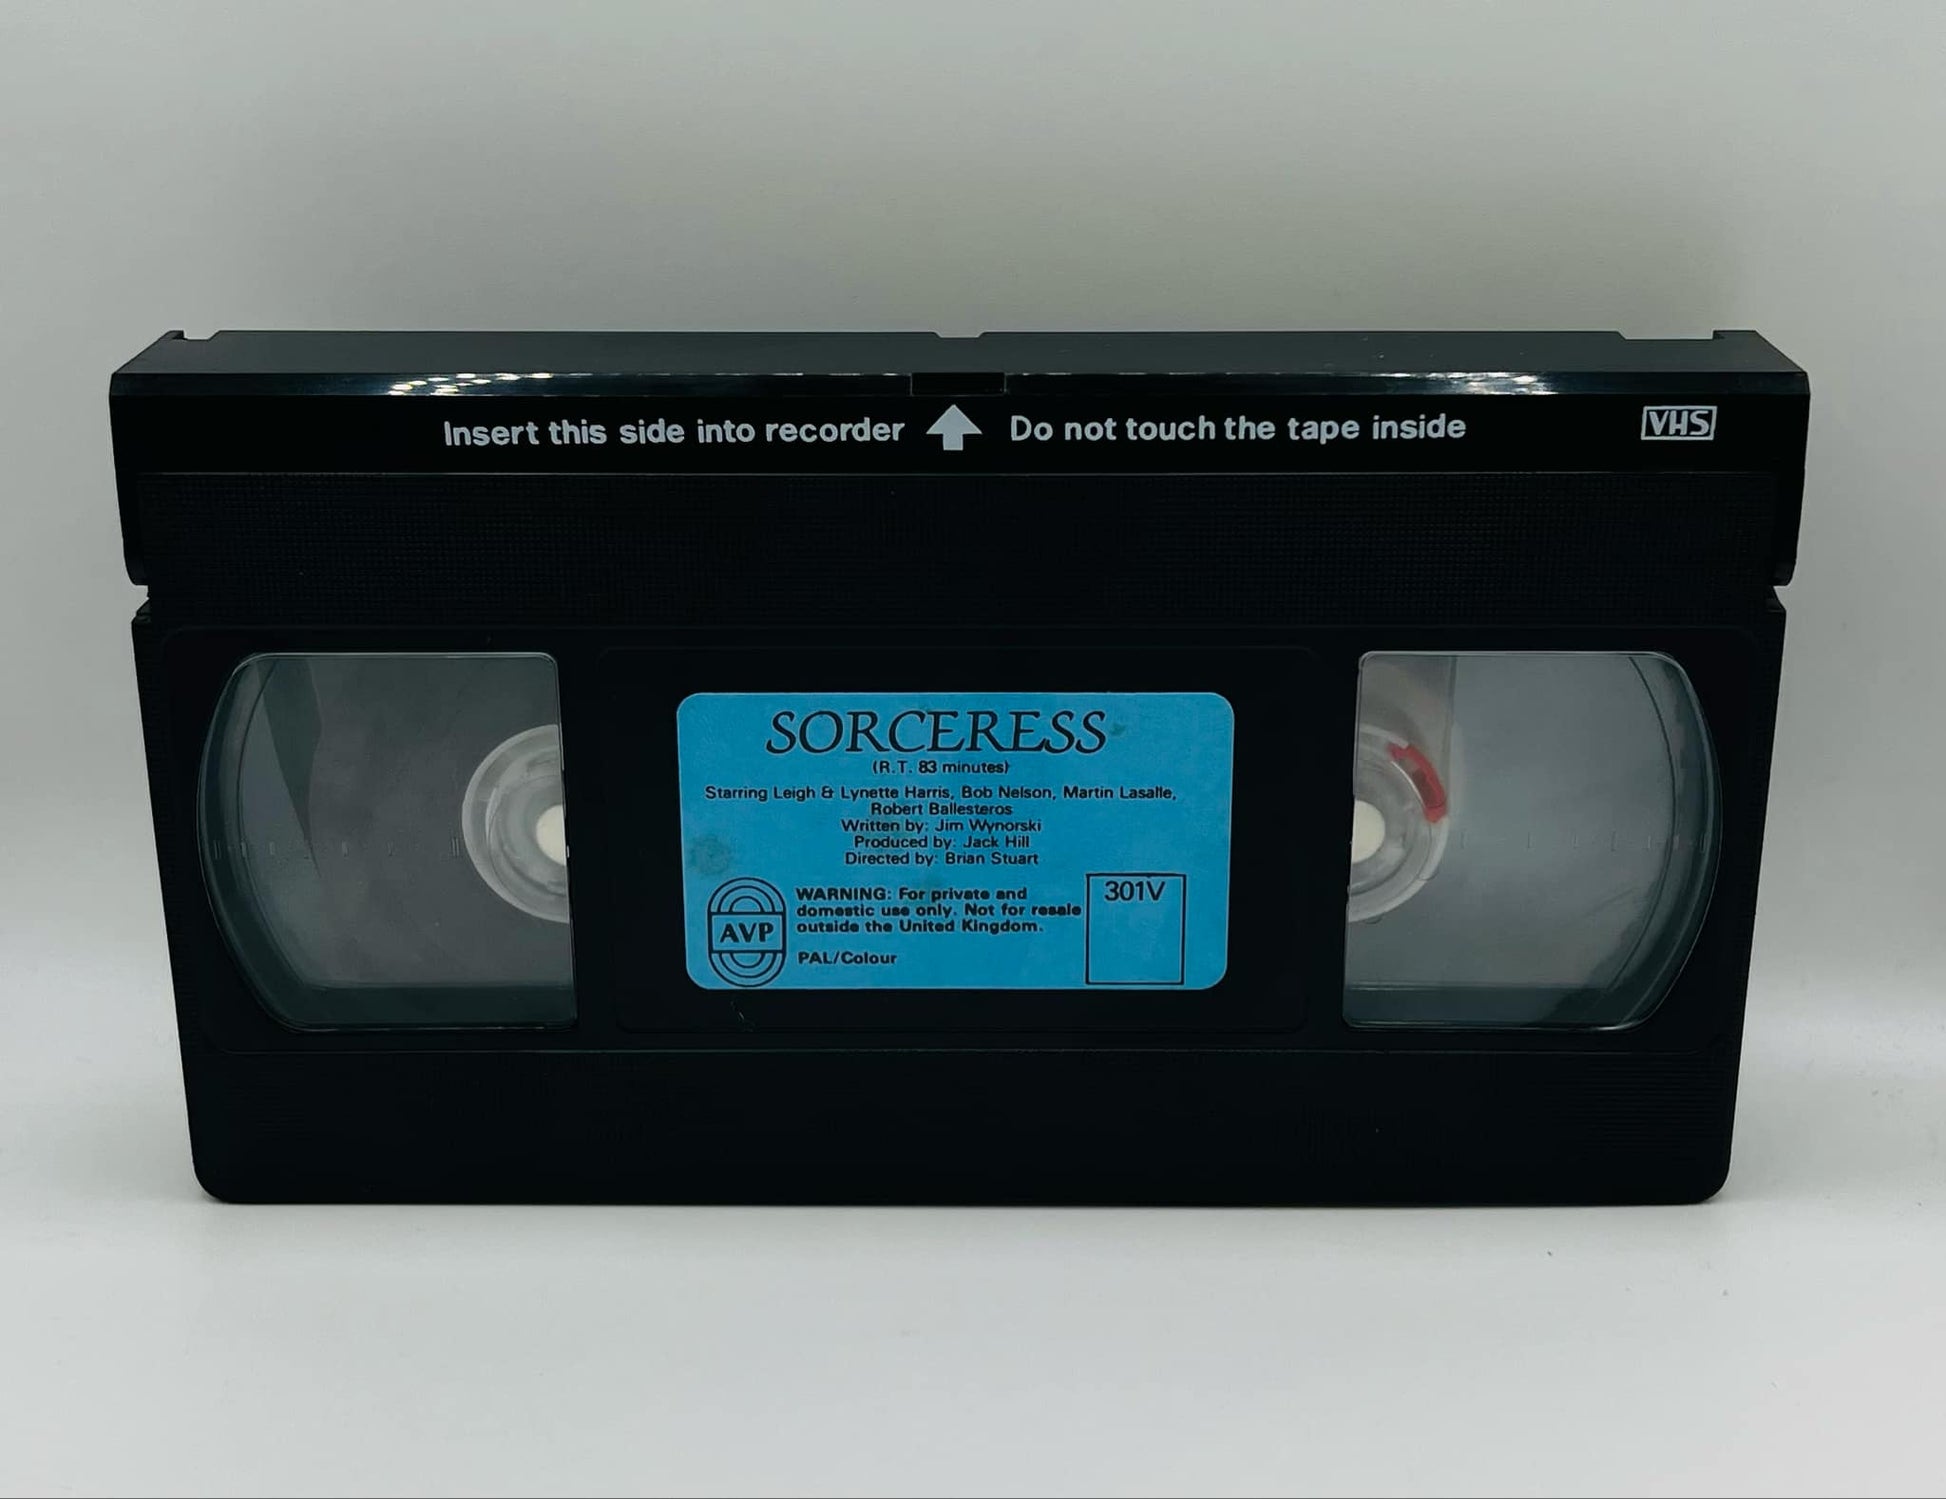 Insert this side into recorder Do not touch the tape inside VHS
SORCERESS
(R.T. 83 minutes)
Starring Leigh & Lynette Harris, Bob Nelson, Martin Lasalle,
Robert Ballesteros
Written by: Jim Wynorski
Produced by: Jack Hill
Directed by: Brian Stuart
WARNING: For private and
domestic use only. Not for resale
outside the United Kingdom.
PAL/Colour
AVP
301V